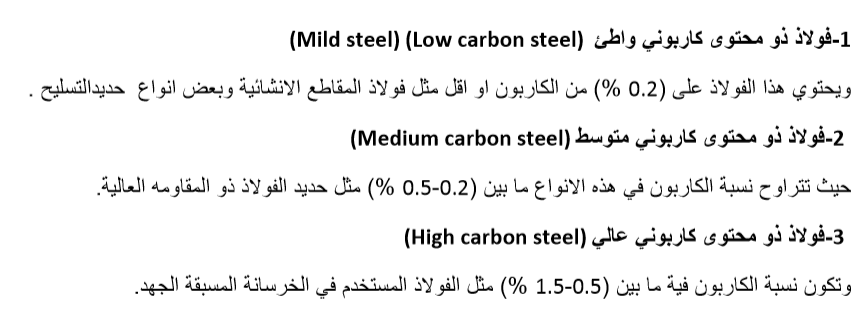 1-فولاذ ذو محتوى كاربوني واطئ (Low carbon steel) (Mild steel)
ويحتوي هذا الفولاذ على (0.2 %) من الكاربون او اقل مثل فولاذ المقاطع الانشائية وبعض انواع حديدالتسليح .
2-فولاذ ذو محتوى كاربوني متوسط (Medium carbon steel)
حيث تتراوح نسبة الكاربون في هذه الانواع ما بين (0.2-0.5 %) مثل حديد الفولاذ ذو المقاومه العالية.
3-فولاذ ذو محتوى كاربوني عالي (High carbon steel)
وتكون نسبة الكاربون فية ما بين (0.5-1.5 %) مثل الفولاذ المستخدم في الخرسانة المسبقة الجهد.